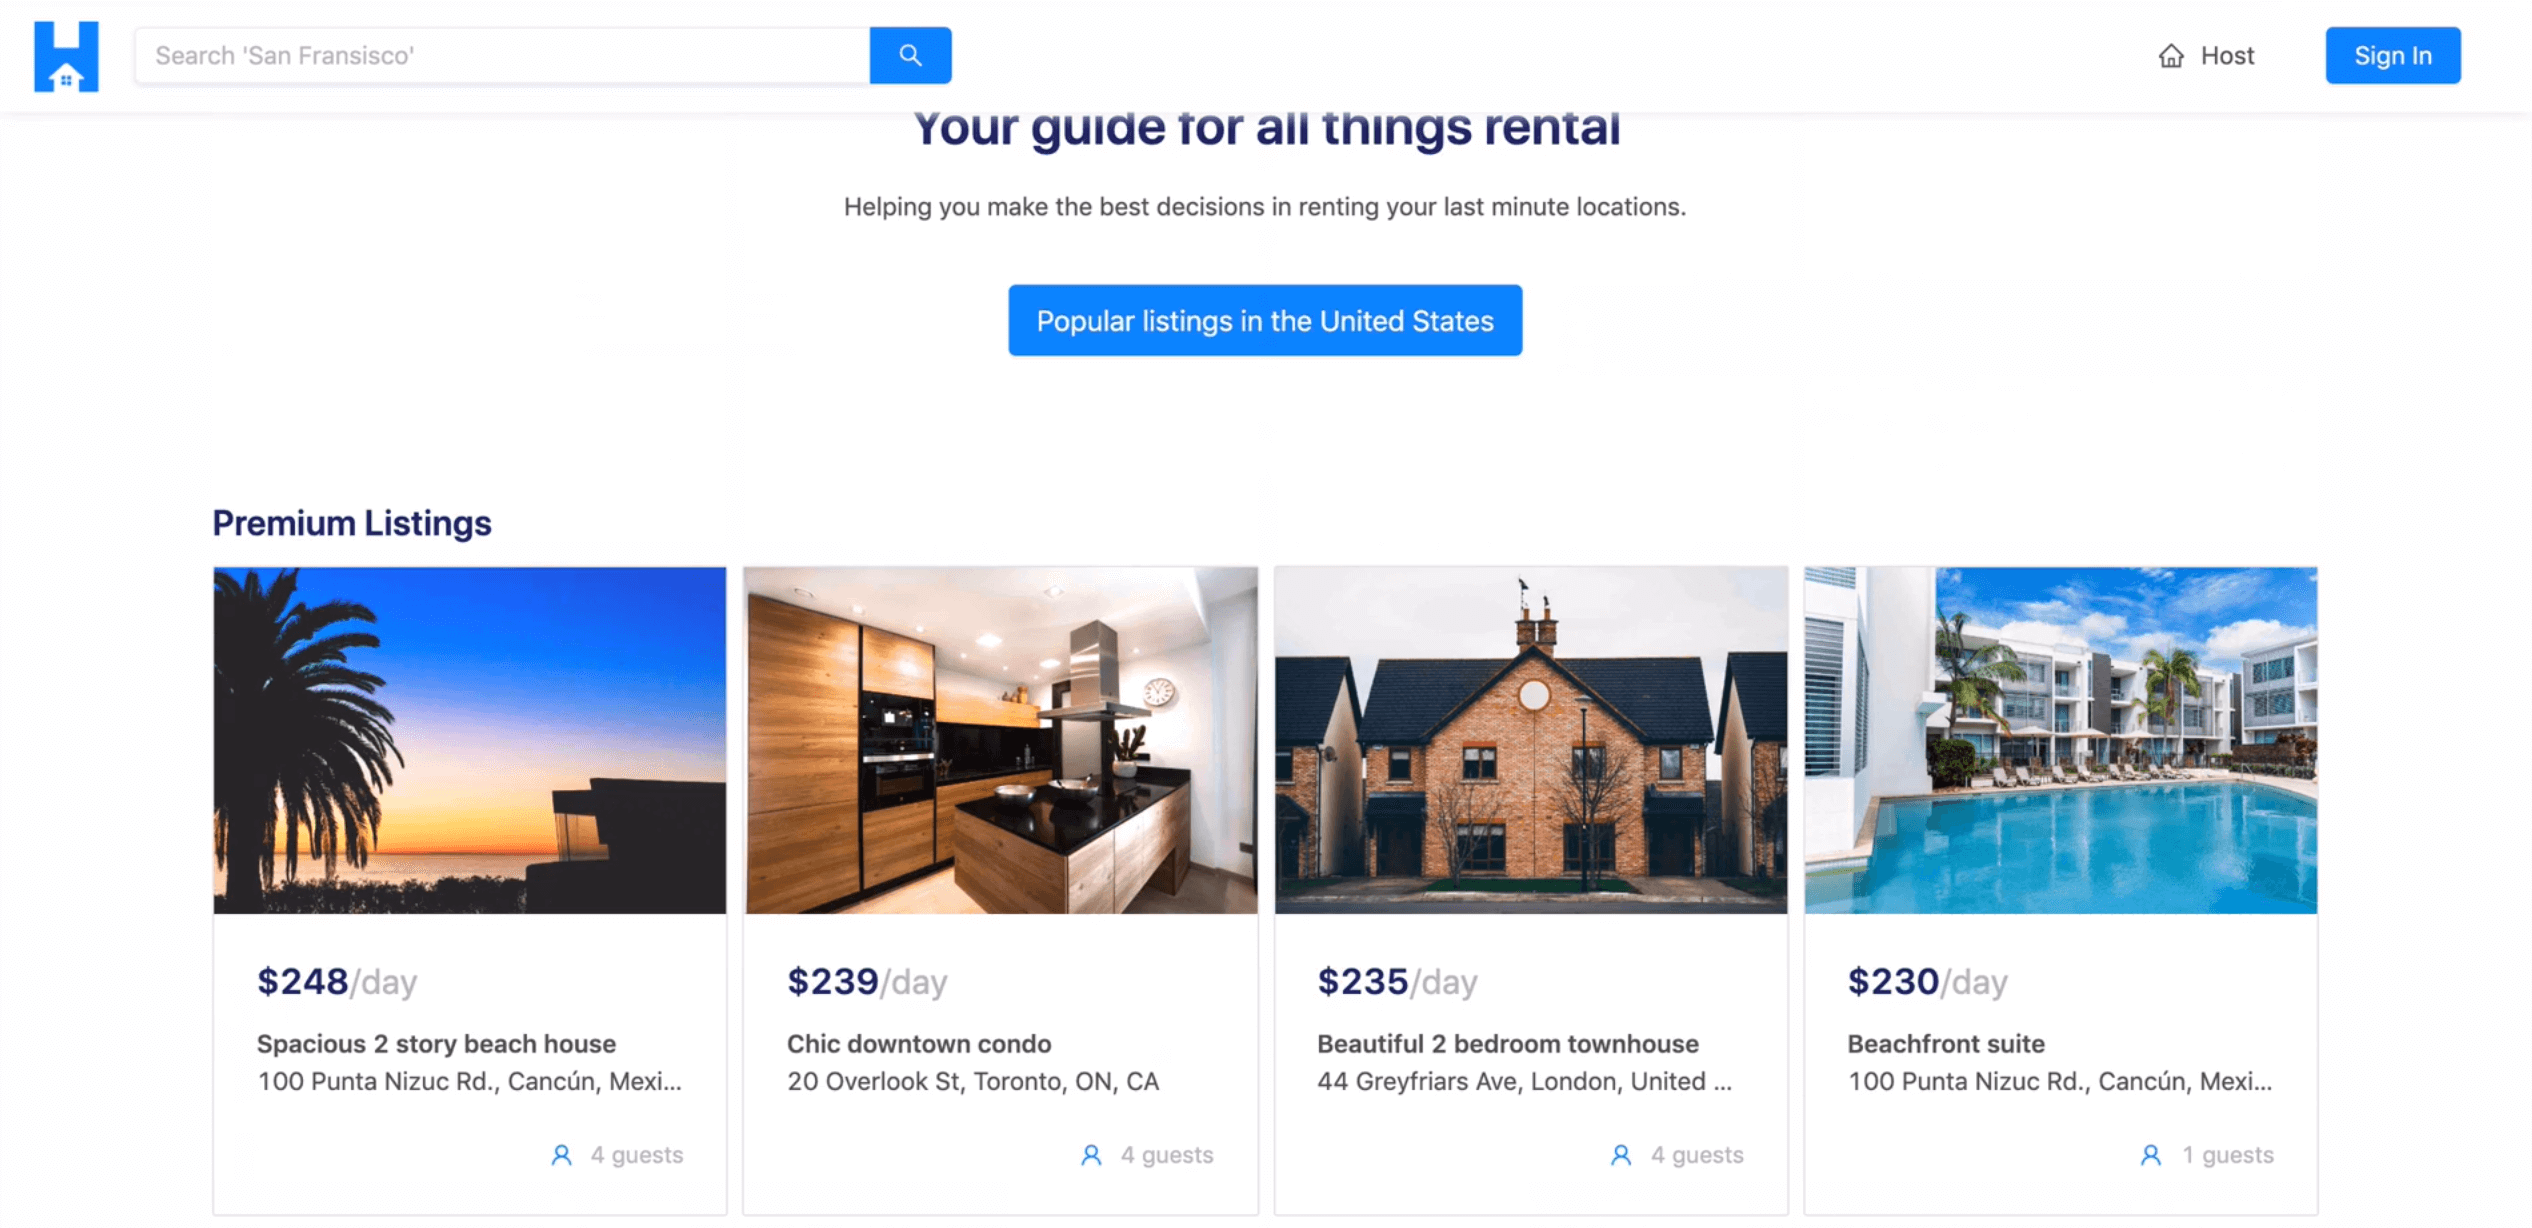 Search 'San Fransisco'
Host
Sign In
Your guide for all things rental
Helping you make the best decisions in renting your last minute locations.
Popular listings in the United States
Premium Listings
$248/day
Spacious 2 story beach house
100 Punta Nizuc Rd., Cancún, Mexi...
4 guests
$239/day
Chic downtown condo
20 Overlook St, Toronto, ON, CA
4 guests
$235/day
Beautiful 2 bedroom townhouse
44 Greyfriars Ave, London, United ...
4 guests
$230/day
Beachfront suite
100 Punta Nizuc Rd., Cancún, Mexi...
1 guests